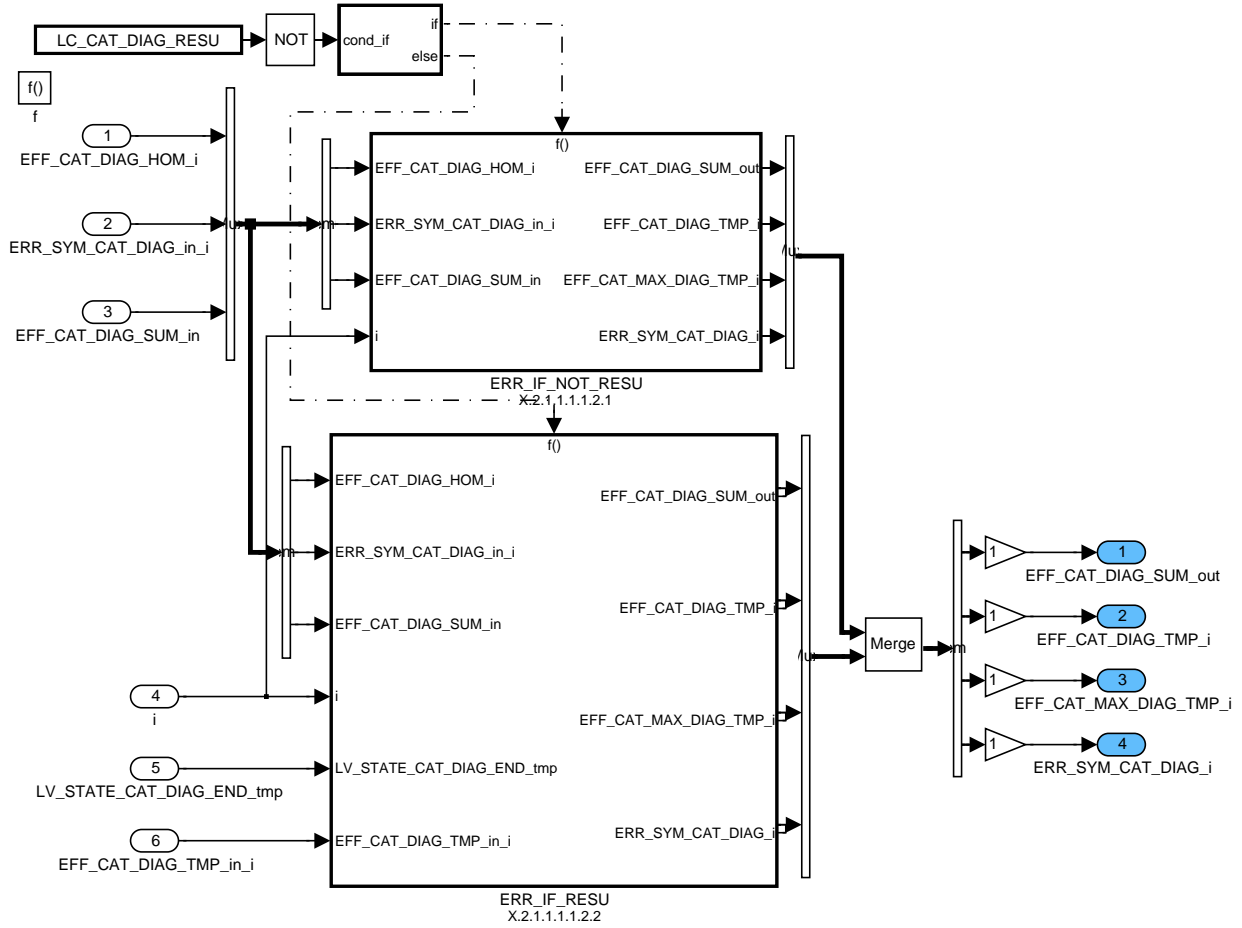 LC_CAT_DIAG_RESU
NOT
cond_if
if
else
f()
f
1
EFF_CAT_DIAG_HOM_i
2
ERR_SYM_CAT_DIAG_in_i
3
EFF_CAT_DIAG_SUM_in
f()
EFF_CAT_DIAG_HOM_i
ERR_SYM_CAT_DIAG_in_i
EFF_CAT_DIAG_SUM_in
i
EFF_CAT_DIAG_SUM_out
EFF_CAT_DIAG_TMP_i
EFF_CAT_MAX_DIAG_TMP_i
ERR_SYM_CAT_DIAG_i
ERR_IF_NOT_RESU
X.2.1.1.1.1.2.1
f()
EFF_CAT_DIAG_HOM_i
ERR_SYM_CAT_DIAG_in_i
EFF_CAT_DIAG_SUM_in
i
LV_STATE_CAT_DIAG_END_tmp
EFF_CAT_DIAG_TMP_in_i
EFF_CAT_DIAG_SUM_out
EFF_CAT_DIAG_TMP_i
EFF_CAT_MAX_DIAG_TMP_i
ERR_SYM_CAT_DIAG_i
ERR_IF_RESU
X.2.1.1.1.1.2.2
4
i
5
LV_STATE_CAT_DIAG_END_tmp
6
EFF_CAT_DIAG_TMP_in_i
Merge
1
1
EFF_CAT_DIAG_SUM_out
1
2
EFF_CAT_DIAG_TMP_i
1
3
EFF_CAT_MAX_DIAG_TMP_i
1
4
ERR_SYM_CAT_DIAG_i